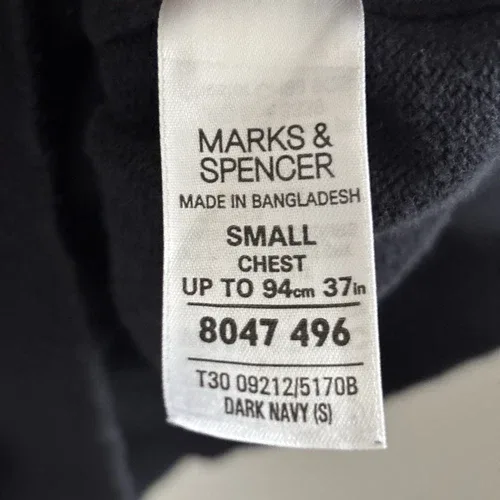 MARKS &
SPENCER
MADE IN BANGLADESH
SMALL
CHEST
UP TO 94cm 37in
8047 496
T30 09212/5170B
DARK NAVY (S)